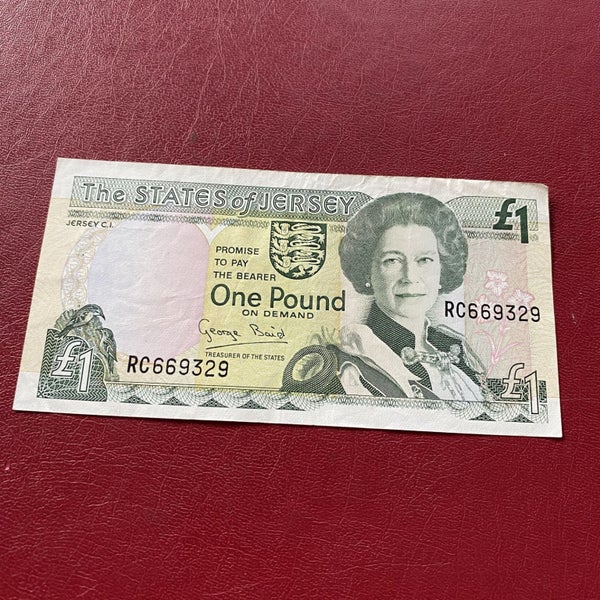 The STATES of JERSEY
£1
JERSEY C.I.
PROMISE
TO PAY
THE BEARER
One Pound
ON DEMAND
RC669329
George Baird
TREASURER OF THE STATES
£1
RC669329
£1